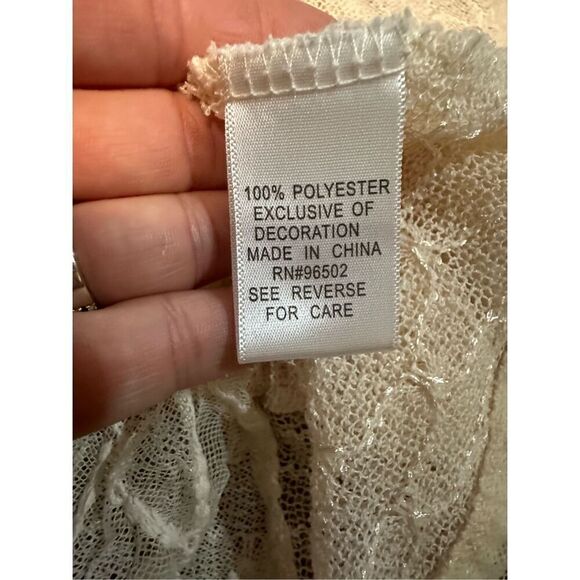 100% POLYESTER
EXCLUSIVE OF
DECORATION
MADE IN CHINA
RN#96502
SEE REVERSE
FOR CARE